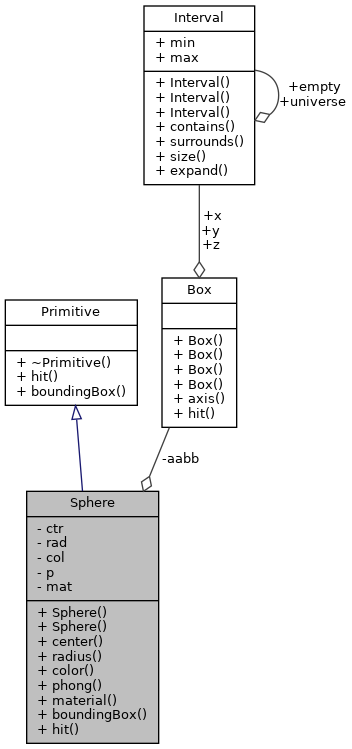 Interval
+ min
+ max
+ Interval()
+ Interval()
+ Interval()
+ contains()
+ surrounds()
+ size()
+ expand()
+empty
+universe
+x
+y
+z
Box
+ Box()
+ Box()
+ Box()
+ Box()
+ axis()
+ hit()
Primitive
+ ~Primitive()
+ hit()
+ boundingBox()
-aabb
Sphere
- ctr
- rad
- col
- p
- mat
+ Sphere()
+ Sphere()
+ center()
+ radius()
+ color()
+ phong()
+ material()
+ boundingBox()
+ hit()